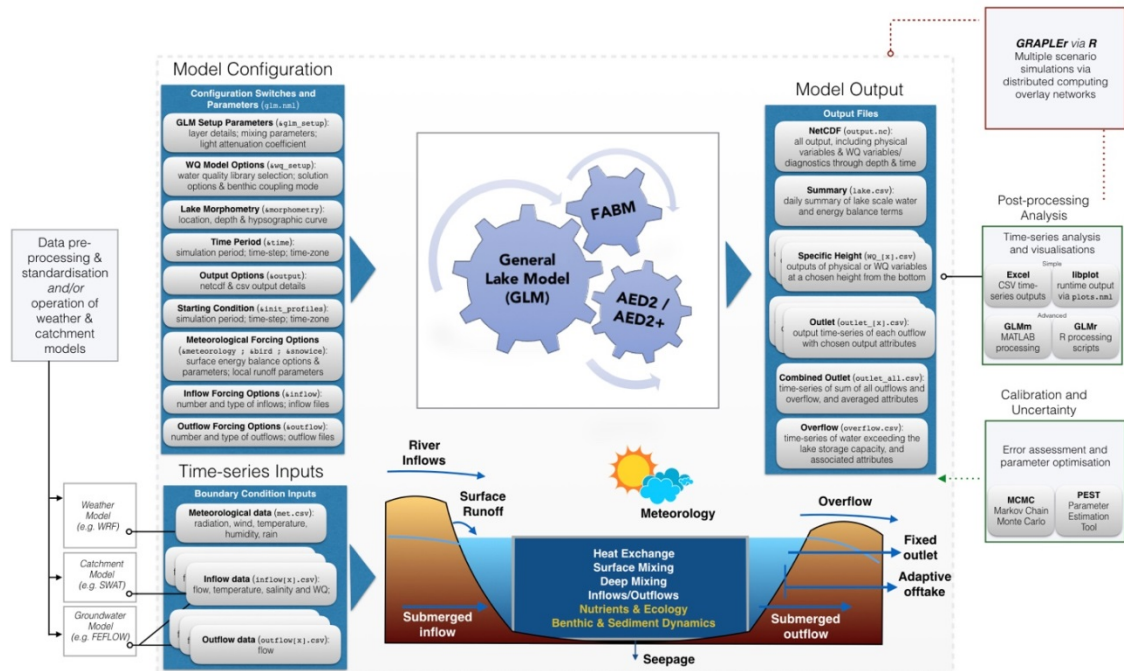 Data pre-
processing &
standardisation
and/or
operation of
weather &
catchment
models
Weather
Model
(e.g. WRF)
Catchment
Model
(e.g. SWAT)
Groundwater
Model
(e.g. FEFLOW)
Model Configuration
Configuration Switches and
Parameters (glm.nml)
GLM Setup Parameters (&glm_setup):
layer details; mixing parameters;
light attenuation coefficient
WQ Model Options (&wq_setup):
water quality library selection; solution
options & benthic coupling mode
Lake Morphometry (&morphometry):
location, depth & hypsographic curve
Time Period (&time):
simulation period; time-step; time-zone
Output Options (&output):
netcdf & csv output details
Starting Condition (&init_profiles):
simulation period; time-step; time-zone
Meteorological Forcing Options
(&meteorology ; &bird ; &snowice):
surface energy balance options &
parameters; local runoff parameters
Inflow Forcing Options (&inflow):
number and type of inflows; inflow files
Outflow Forcing Options (&outflow):
number and type of outflows; outflow files
Time-series Inputs
Boundary Condition Inputs
Meteorological data (met.csv):
radiation, wind, temperature,
humidity, rain
Inflow data (inflow[x].csv):
flow, temperature, salinity and WQ;
Outflow data (outflow[x].csv):
flow
General
Lake Model
(GLM)
FABM
AED2 /
AED2+
River
Inflows
Surface
Runoff
Meteorology
Overflow
Fixed
outlet
Adaptive
offtake
Heat Exchange
Surface Mixing
Deep Mixing
Inflows/Outflows
Nutrients & Ecology
Benthic & Sediment Dynamics
Submerged
inflow
Submerged
outflow
Seepage
Model Output
Output Files
NetCDF (output.nc):
all output, including physical
variables & WQ variables/
diagnostics through depth & time
Summary (lake.csv):
daily summary of lake scale water
and energy balance terms
Specific Height (WQ_[x].csv):
outputs of physical or WQ variables
at a chosen height from the bottom
Outlet (outlet_[x].csv):
output time-series of each outflow
with chosen output attributes
Combined Outlet (outlet_all.csv):
time-series of sum of all outflows and
overflow, and averaged attributes
Overflow (overflow.csv):
time-series of water exceeding the
lake storage capacity, and
associated attributes
GRAPLEr via R
Multiple scenario
simulations via
distributed computing
overlay networks
Post-processing
Analysis
Time-series analysis
and visualisations
Simple
Excel
CSV time-
series outputs
libplot
runtime output
via plots.nml
Advanced
GLMm
MATLAB
processing
GLMr
R processing
scripts
Calibration and
Uncertainty
Error assessment and
parameter optimisation
MCMC
Markov Chain
Monte Carlo
PEST
Parameter
Estimation
Tool